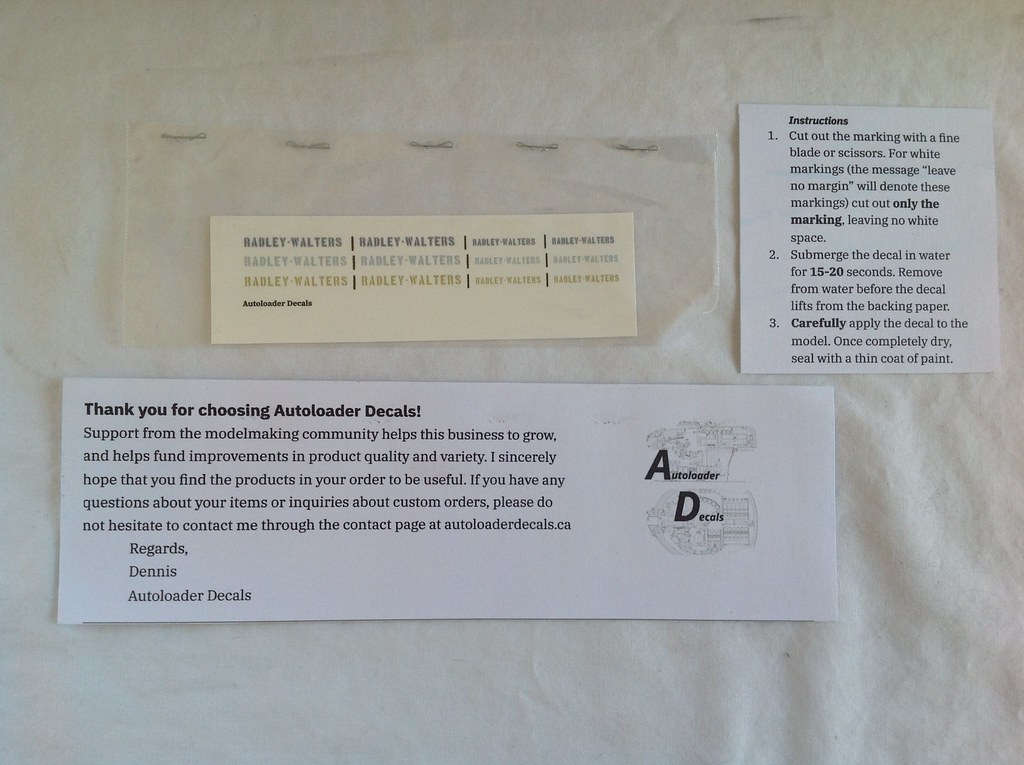 RADLEY-WALTERS | RADLEY-WALTERS | RADLEY-WALTERS | RADLEY-WALTERS
RADLEY-WALTERS | RADLEY-WALTERS | RADLEY-WALTERS | RADLEY-WALTERS
RADLEY-WALTERS | RADLEY-WALTERS | RADLEY-WALTERS | RADLEY-WALTERS
Autoloader Decals
Instructions
1. Cut out the marking with a fine
blade or scissors. For white
markings (the message “leave
no margin” will denote these
markings) cut out only the
marking, leaving no white
space.
2. Submerge the decal in water
for 15-20 seconds. Remove
from water before the decal
lifts from the backing paper.
3. Carefully apply the decal to the
model. Once completely dry,
seal with a thin coat of paint.
Thank you for choosing Autoloader Decals!
Support from the modelmaking community helps this business to grow,
and helps fund improvements in product quality and variety. I sincerely
hope that you find the products in your order to be useful. If you have any
questions about your items or inquiries about custom orders, please do
not hesitate to contact me through the contact page at autoloaderdecals.ca
Regards,
Dennis
Autoloader Decals
Autoloader
Decals